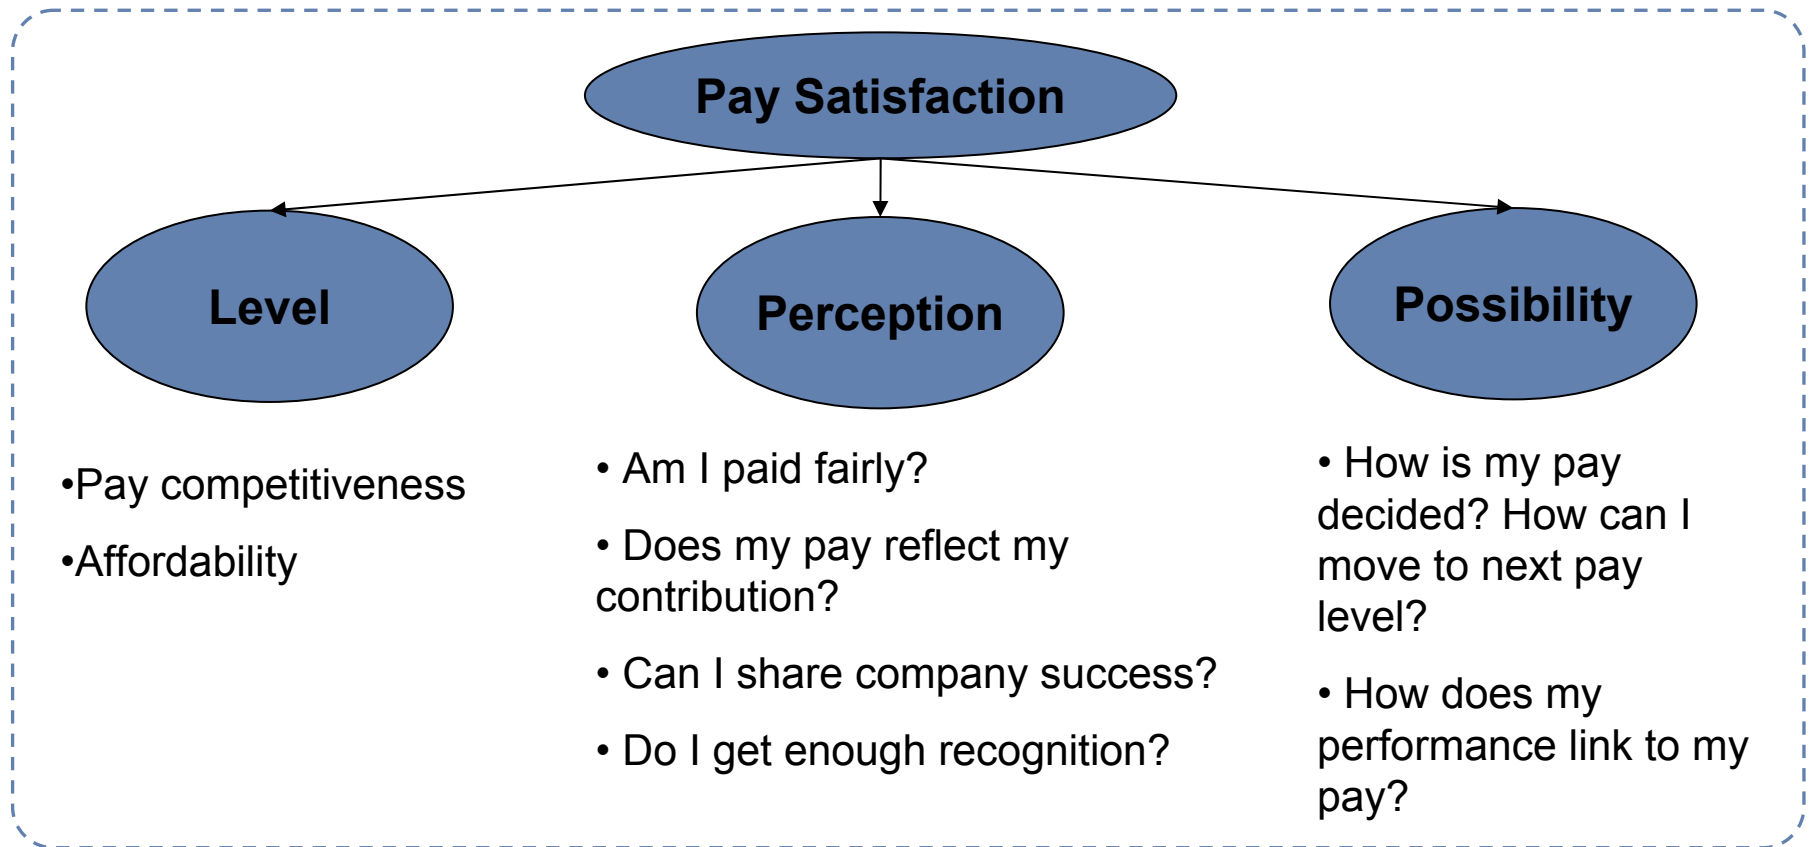 Pay Satisfaction
Level
Perception
Possibility
•Pay competitiveness
•Affordability
• Am I paid fairly?
• Does my pay reflect my
contribution?
• Can I share company success?
• Do I get enough recognition?
• How is my pay
decided? How can I
move to next pay
level?
• How does my
performance link to my
pay?